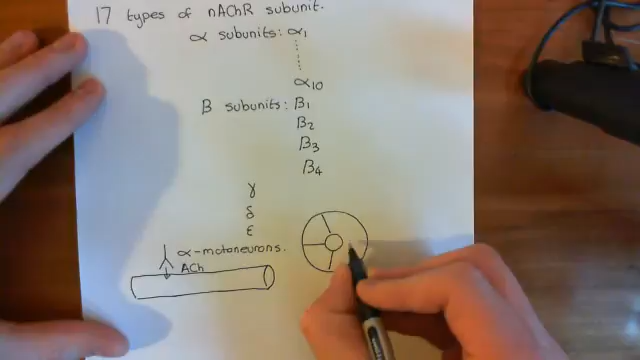 17 types of nAChR subunit.
α subunits: α1
α10
β subunits: β1
β2
β3
β4
γ
δ
ε
α-motoneurons.
ACh